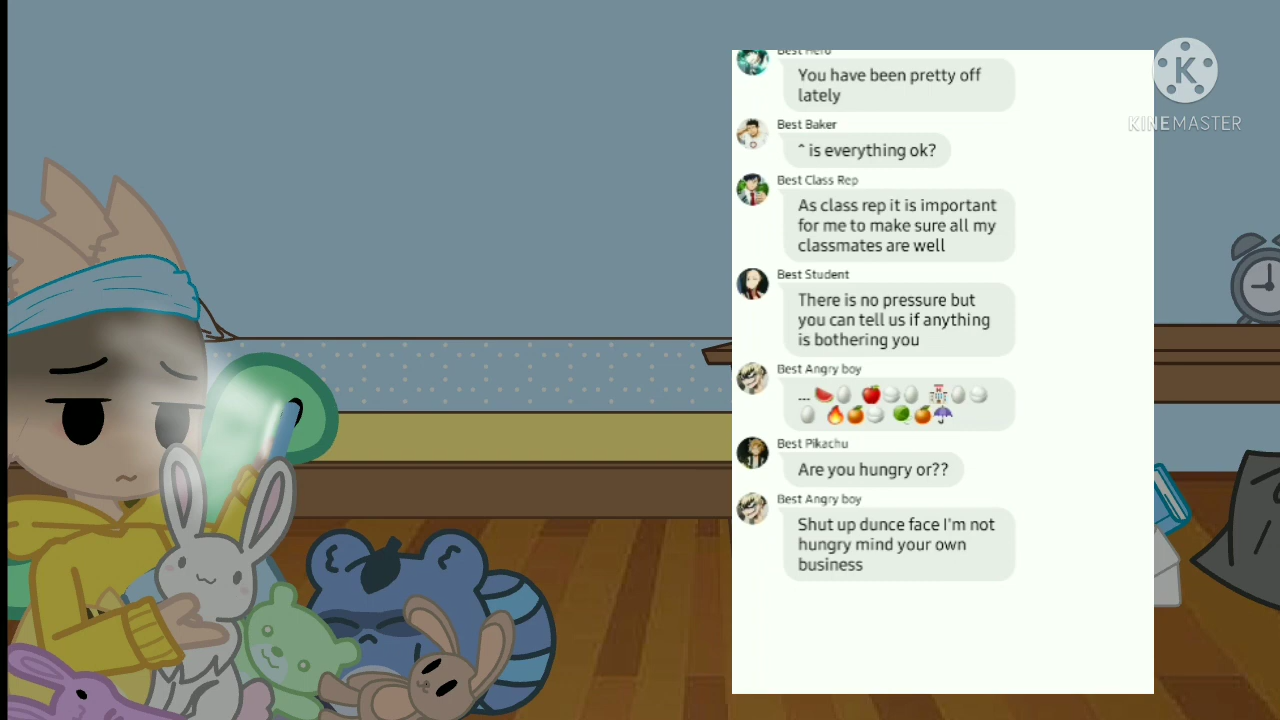 Best Hero
You have been pretty off
lately
Best Baker
^ is everything ok?
Best Class Rep
As class rep it is important
for me to make sure all my
classmates are well
Best Student
There is no pressure but
you can tell us if anything
is bothering you
Best Angry boy
... 🍉🥚 🍎🥚🥚 🏥🥚🥚
🥚 🔥🍊🥚 🥬🍊☂️
Best Pikachu
Are you hungry or??
Best Angry boy
Shut up dunce face I'm not
hungry mind your own
business
K
KINEMASTER